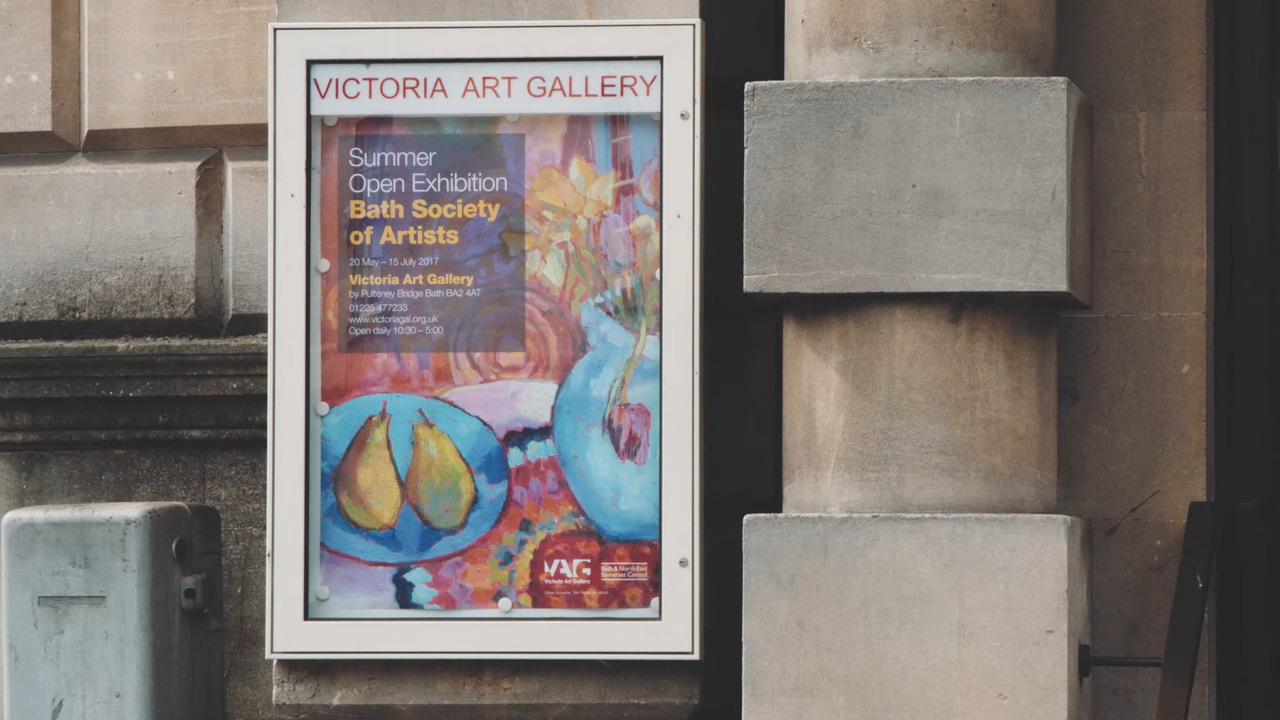 VICTORIA ART GALLERY
Summer
Open Exhibition
Bath Society
of Artists
20 May – 15 July 2017
Victoria Art Gallery
by Pulteney Bridge Bath BA2 4AT
01225 477233
www.victoriagal.org.uk
Open daily 10:30 – 5:00
VAG
Victoria Art Gallery
Bath & North East
Somerset Council